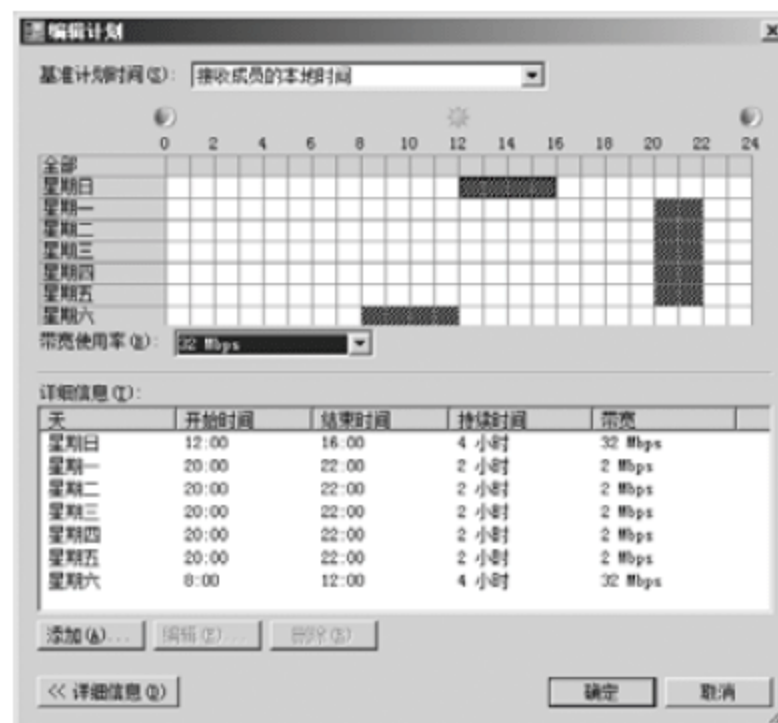 编辑计划
基准计划时间(S): 接收成员的本地时间
0 2 4 6 8 10 12 14 16 18 20 22 24
全部
星期日
星期一
星期二
星期三
星期四
星期五
星期六
带宽使用率(B): 32 Mbps
详细信息(T):
天 开始时间 结束时间 持续时间 带宽
星期日 12:00 16:00 4 小时 32 Mbps
星期一 20:00 22:00 2 小时 2 Mbps
星期二 20:00 22:00 2 小时 2 Mbps
星期三 20:00 22:00 2 小时 2 Mbps
星期四 20:00 22:00 2 小时 2 Mbps
星期五 20:00 22:00 2 小时 2 Mbps
星期六 8:00 12:00 4 小时 32 Mbps
添加(A)... 编辑(E)... 删除(R)
<< 详细信息(D) 确定 取消